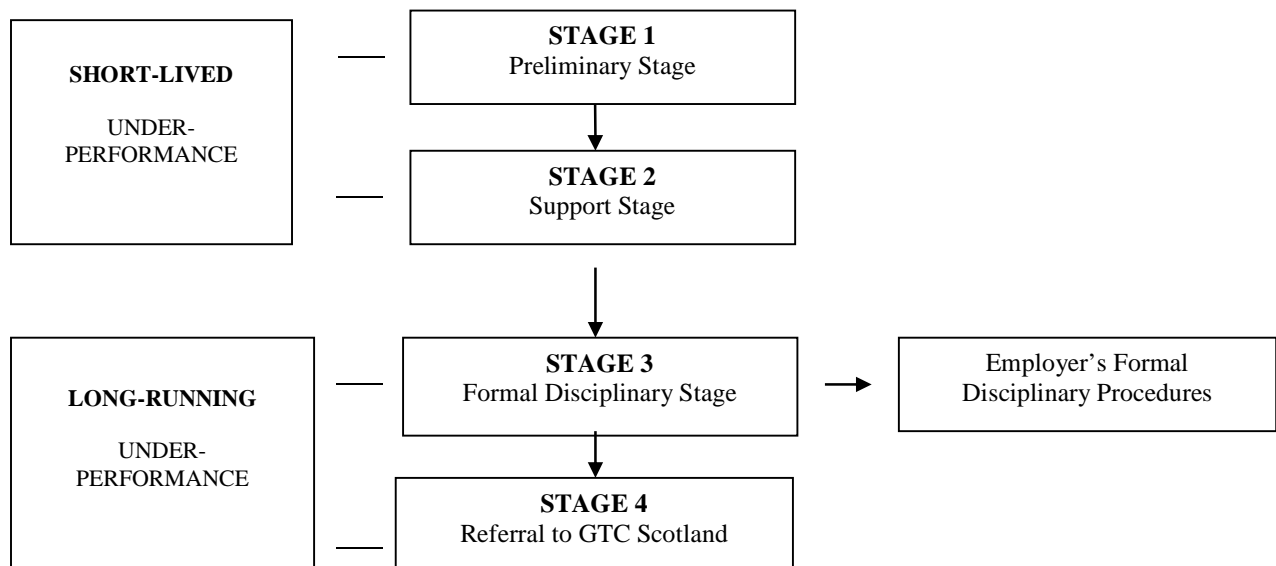 SHORT-LIVED
UNDER-
PERFORMANCE
STAGE 1
Preliminary Stage
STAGE 2
Support Stage
LONG-RUNNING
UNDER-
PERFORMANCE
STAGE 3
Formal Disciplinary Stage
Employer’s Formal
Disciplinary Procedures
STAGE 4
Referral to GTC Scotland